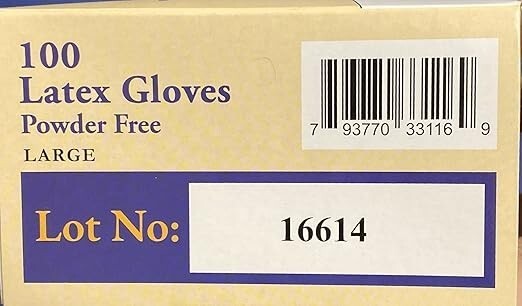 100
Latex Gloves
Powder Free
LARGE
7 93770 33116 9
Lot No: 16614